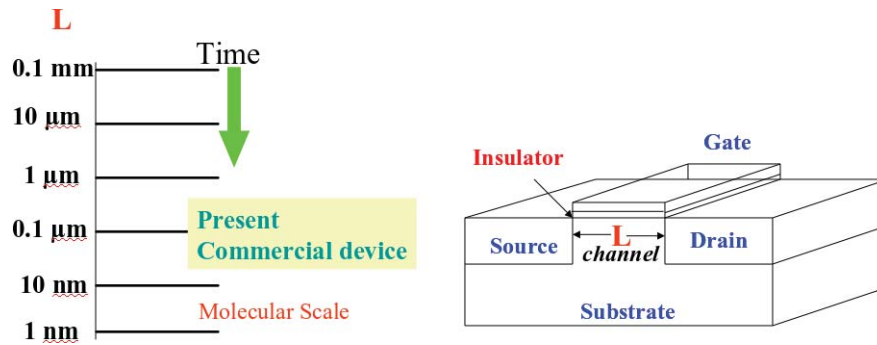 L
Time
0.1 mm
10 μm
1 μm
0.1 μm
Present
Commercial device
10 nm
Molecular Scale
1 nm
Gate
Insulator
L
Source
channel
Drain
Substrate